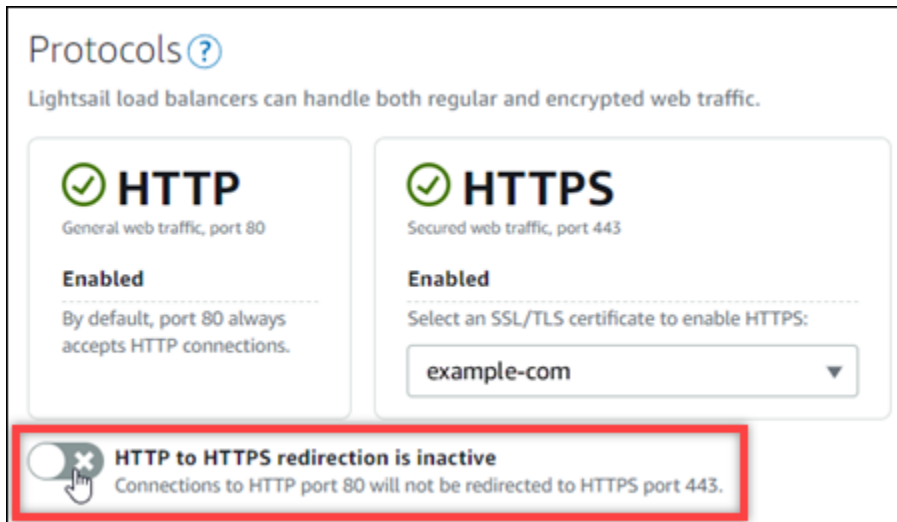 Protocols ?
Lightsail load balancers can handle both regular and encrypted web traffic.
HTTP
General web traffic, port 80
Enabled
By default, port 80 always
accepts HTTP connections.
HTTPS
Secured web traffic, port 443
Enabled
Select an SSL/TLS certificate to enable HTTPS:
example-com
HTTP to HTTPS redirection is inactive
Connections to HTTP port 80 will not be redirected to HTTPS port 443.